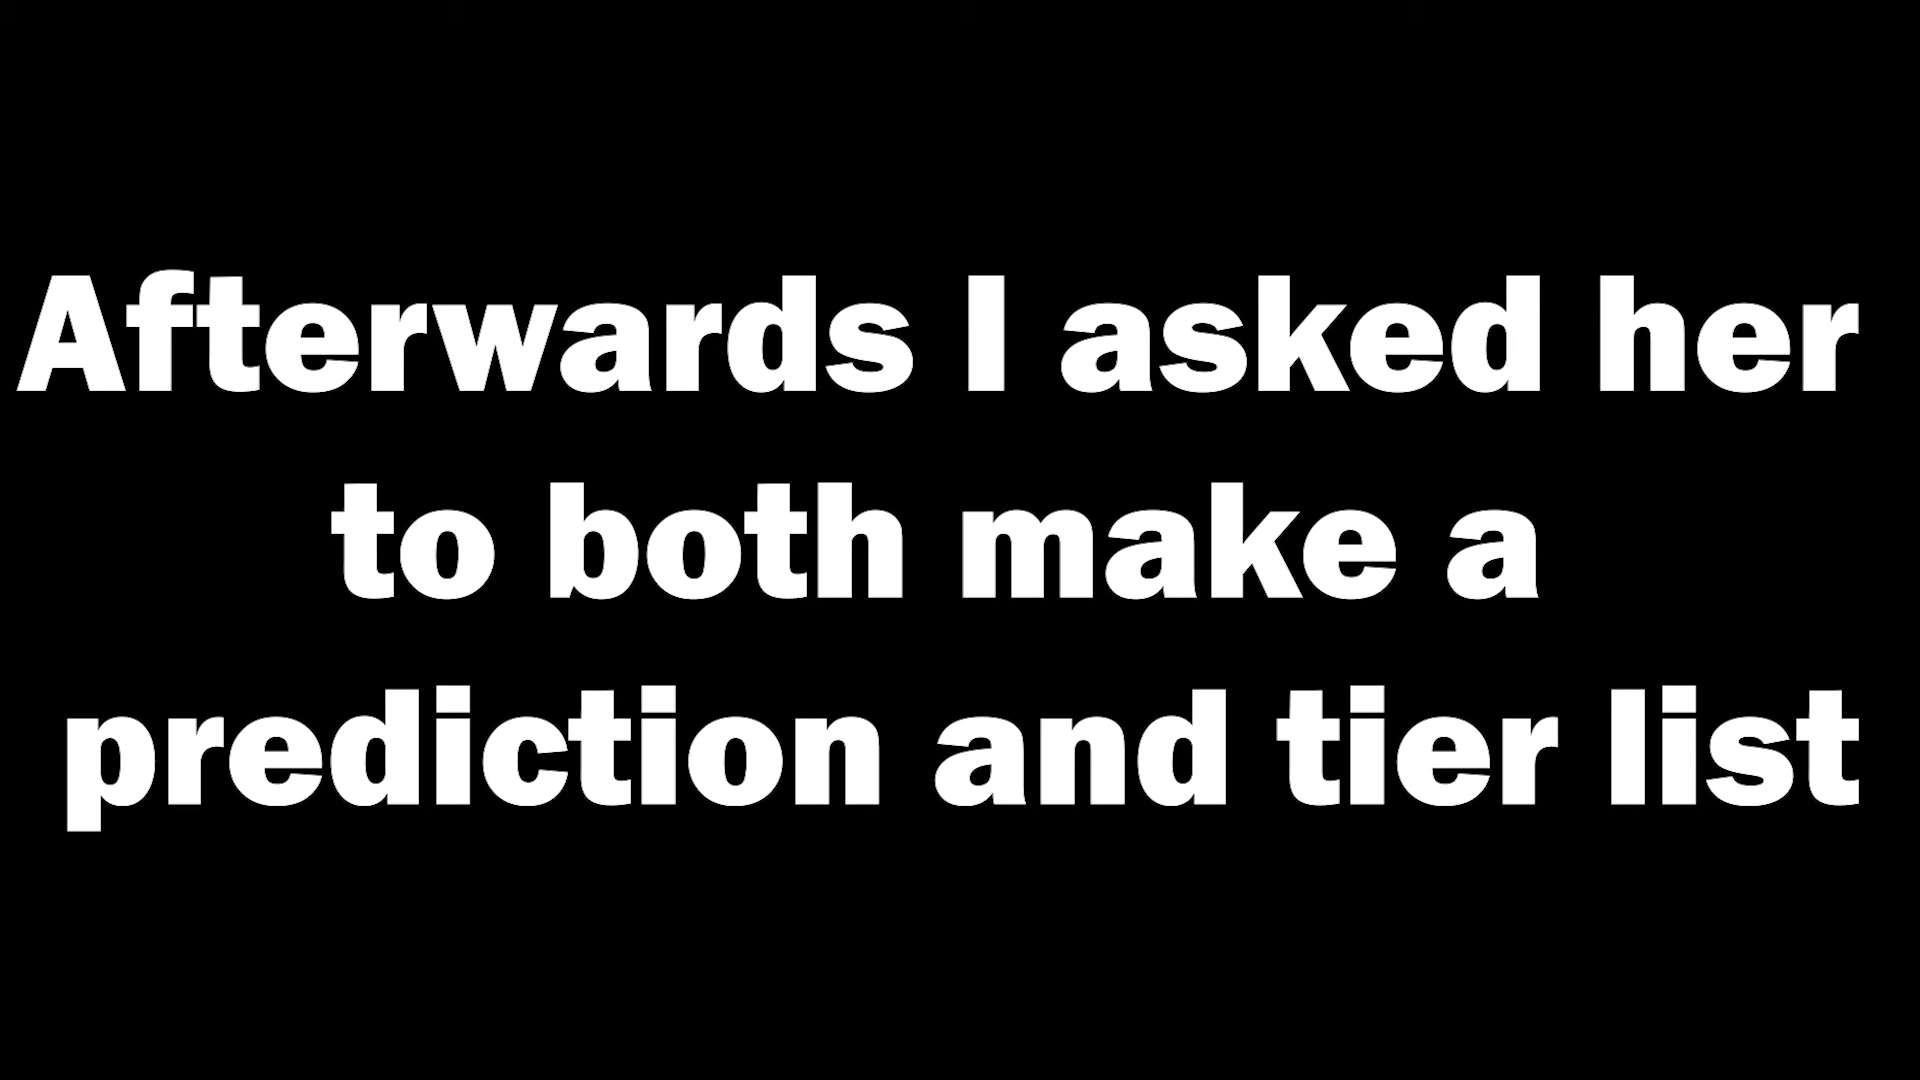 Afterwards I asked her
to both make a
prediction and tier list